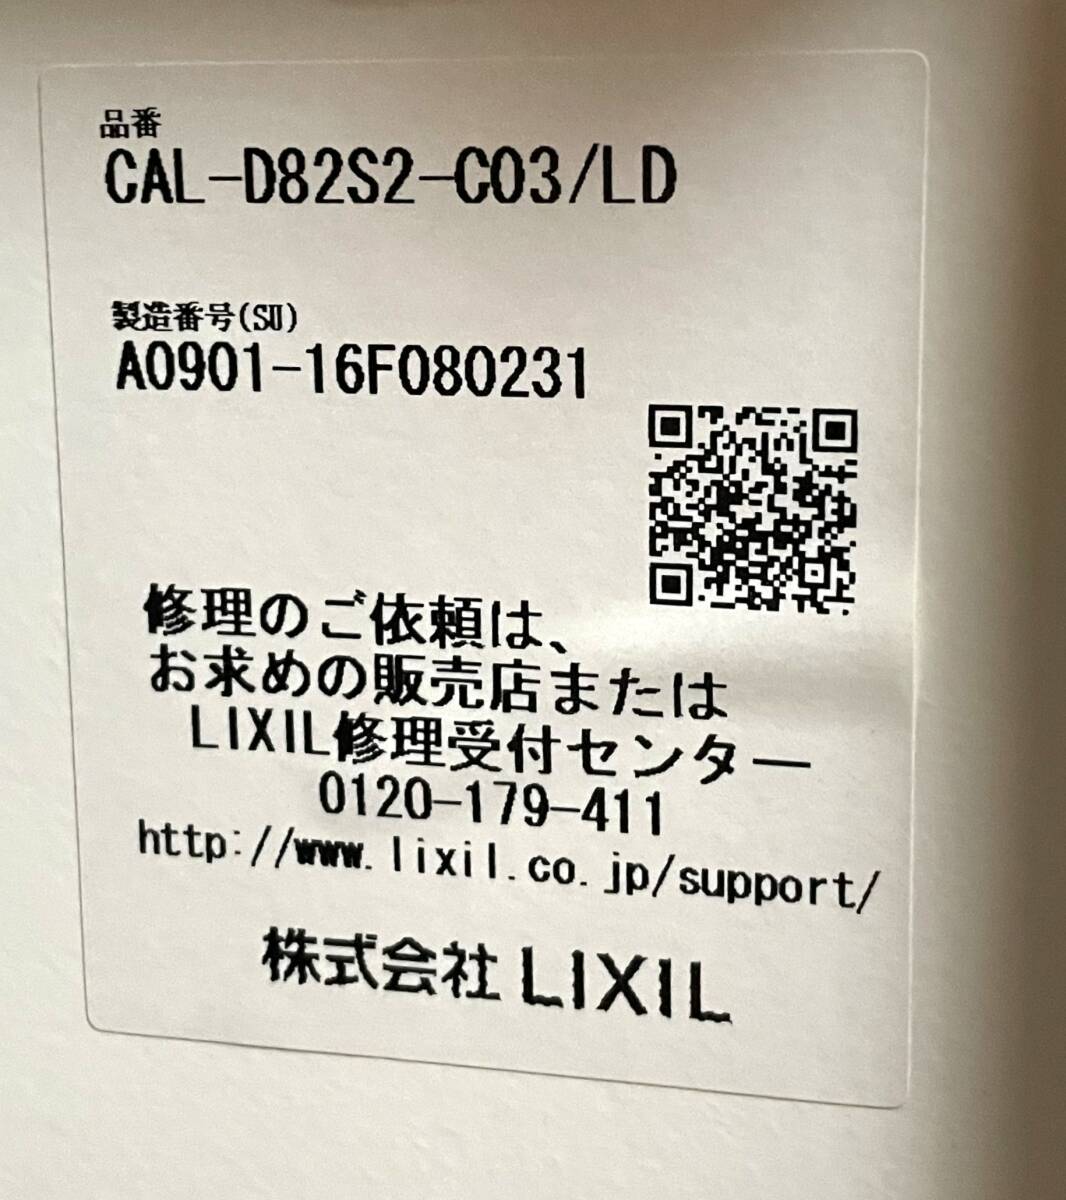 品番
CAL-D82S2-C03/LD
製造番号(SU)
A0901-16F080231
修理のご依頼は、
お求めの販売店または
LIXIL修理受付センター
0120-179-411
http://www.lixil.co.jp/support/
株式会社 LIXIL